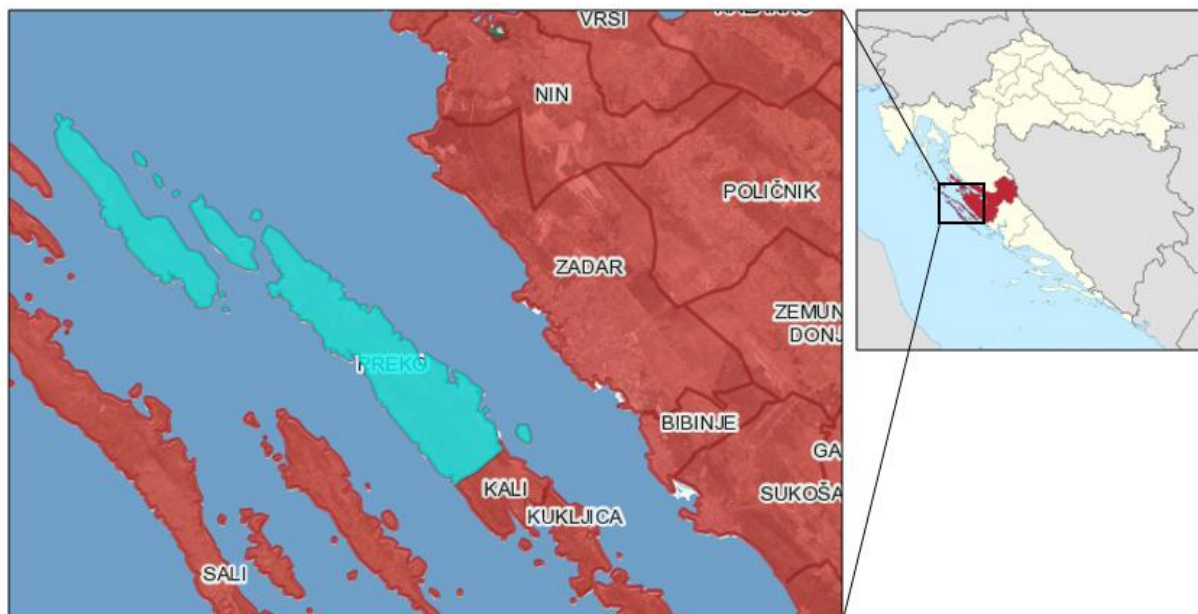 VRSI
NIN
POLIČNIK
ZADAR
ZEMUN
DONJ
PREKO
BIBINJE
GA
KALI
SUKOŠA
KUKLJICA
SALI